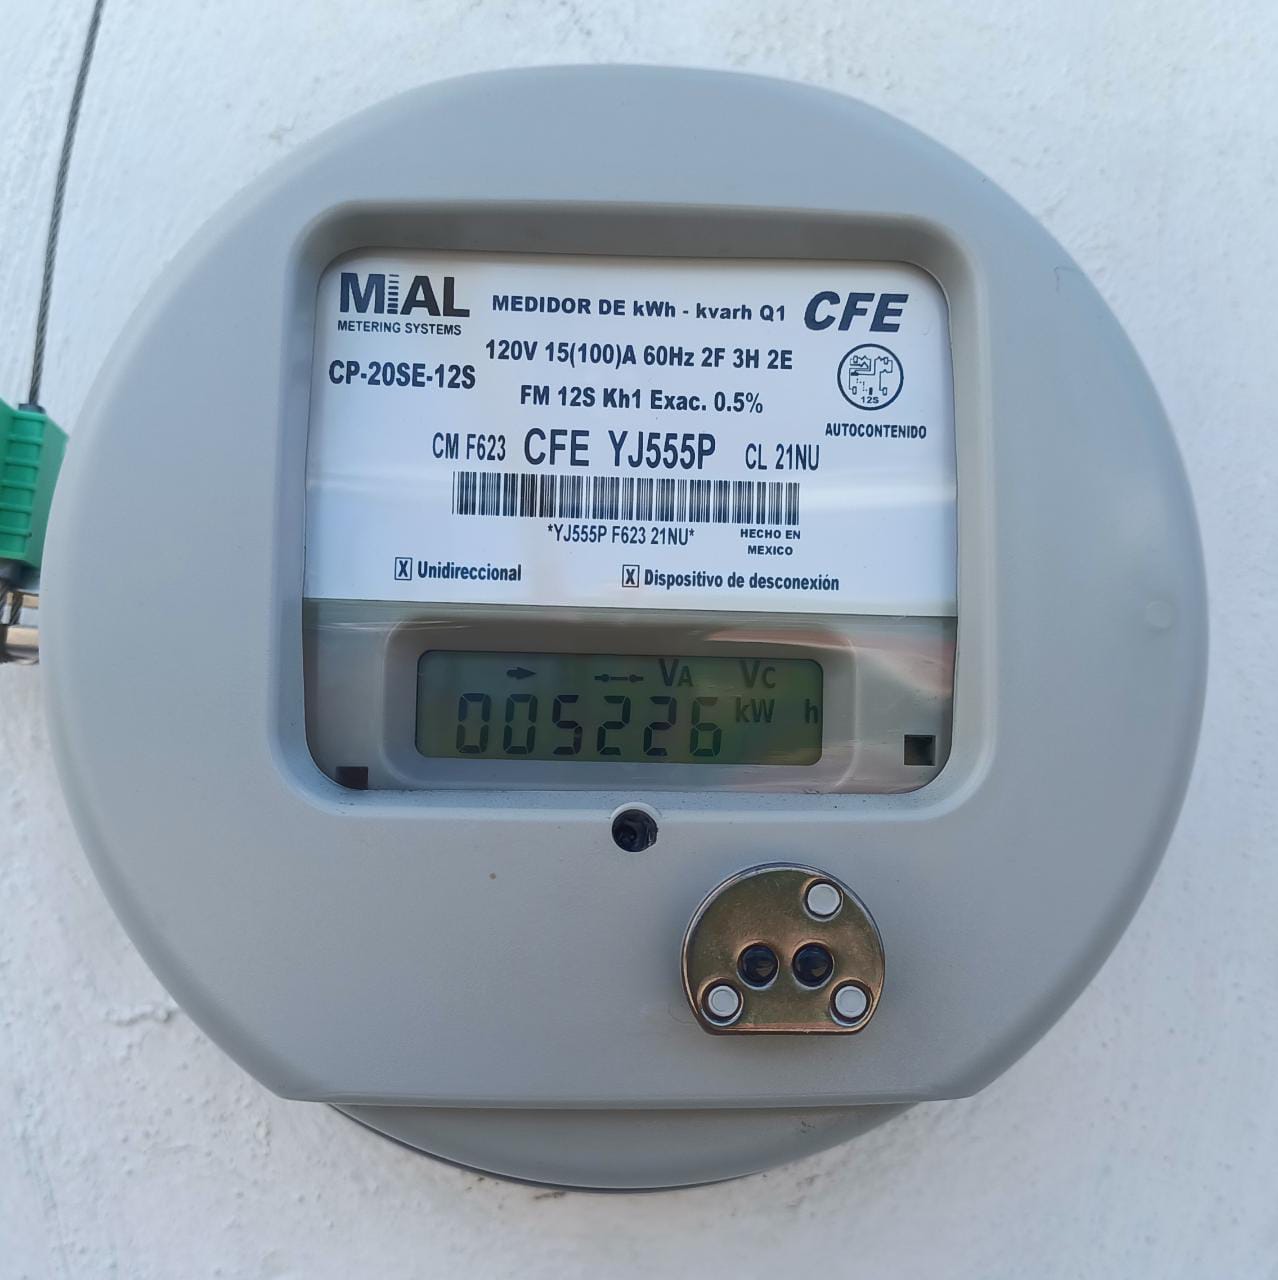 MIAL
METERING SYSTEMS
MEDIDOR DE kWh - kvarh Q1
CFE
120V 15(100)A 60Hz 2F 3H 2E
CP-20SE-12S
FM 12S Kh1 Exac. 0.5%
12S
AUTOCONTENIDO
CM F623 CFE YJ555P CL 21NU
*YJ555P F623 21NU*
HECHO EN
MEXICO
X Unidireccional
X Dispositivo de desconexión
VA VC
005226 kW h